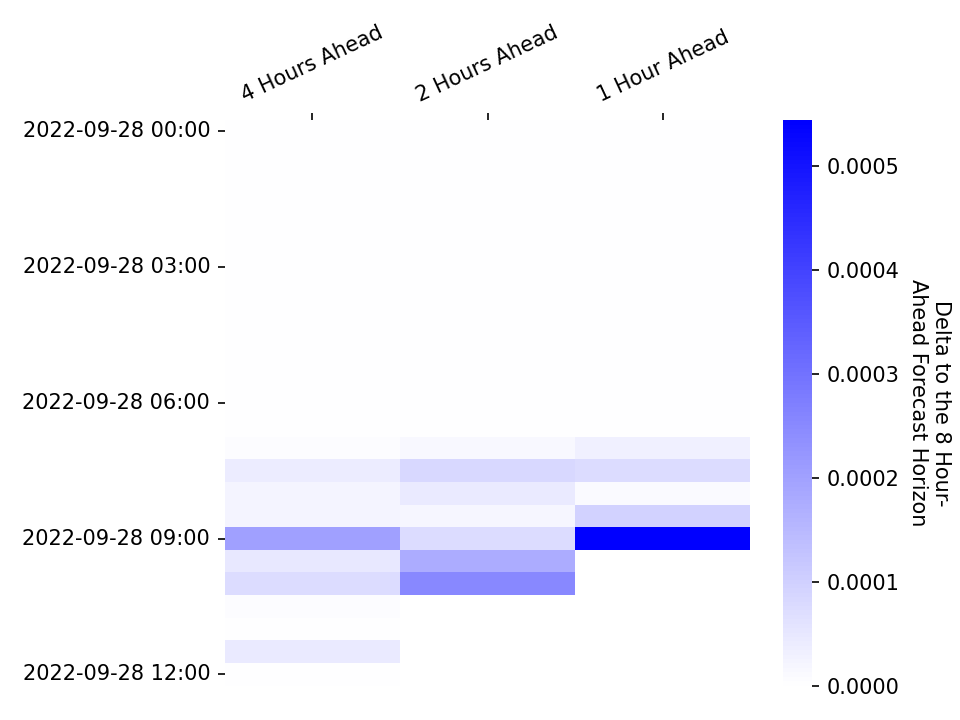 4 Hours Ahead
2 Hours Ahead
1 Hour Ahead
2022-09-28 00:00
2022-09-28 03:00
2022-09-28 06:00
2022-09-28 09:00
2022-09-28 12:00
0.0005
0.0004
0.0003
0.0002
0.0001
0.0000
Delta to the 8 Hour-
Ahead Forecast Horizon